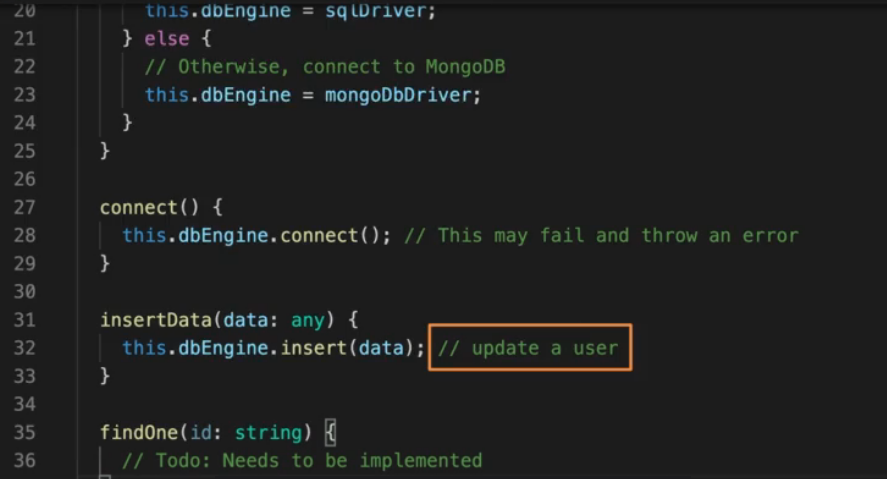 20 this.dbEngine = sqlDriver;
21 } else {
22 // Otherwise, connect to MongoDB
23 this.dbEngine = mongoDbDriver;
24 }
25 }
26
27 connect() {
28 this.dbEngine.connect(); // This may fail and throw an error
29 }
30
31 insertData(data: any) {
32 this.dbEngine.insert(data); // update a user
33 }
34
35 findOne(id: string) {
36 // Todo: Needs to be implemented